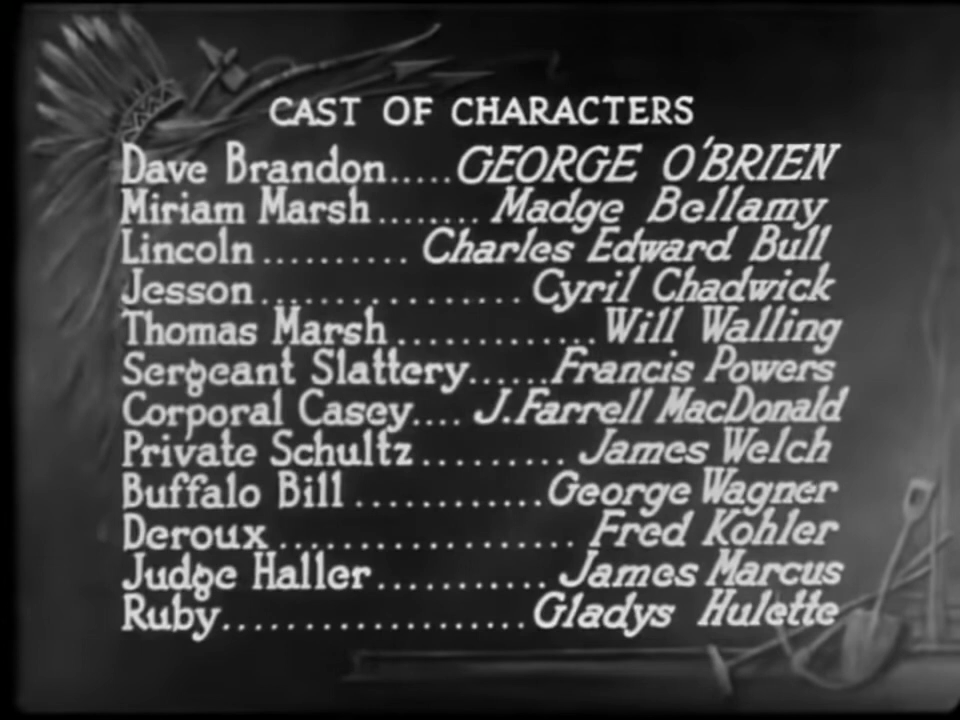 CAST OF CHARACTERS
Dave Brandon.....GEORGE O'BRIEN
Miriam Marsh........Madge Bellamy
Lincoln..........Charles Edward Bull
Jesson................Cyril Chadwick
Thomas Marsh.............Will Walling
Sergeant Slattery......Francis Powers
Corporal Casey....J.Farrell MacDonald
Private Schultz.........James Welch
Buffalo Bill............George Wagner
Deroux...................Fred Kohler
Judge Haller...........James Marcus
Ruby....................Gladys Hulette